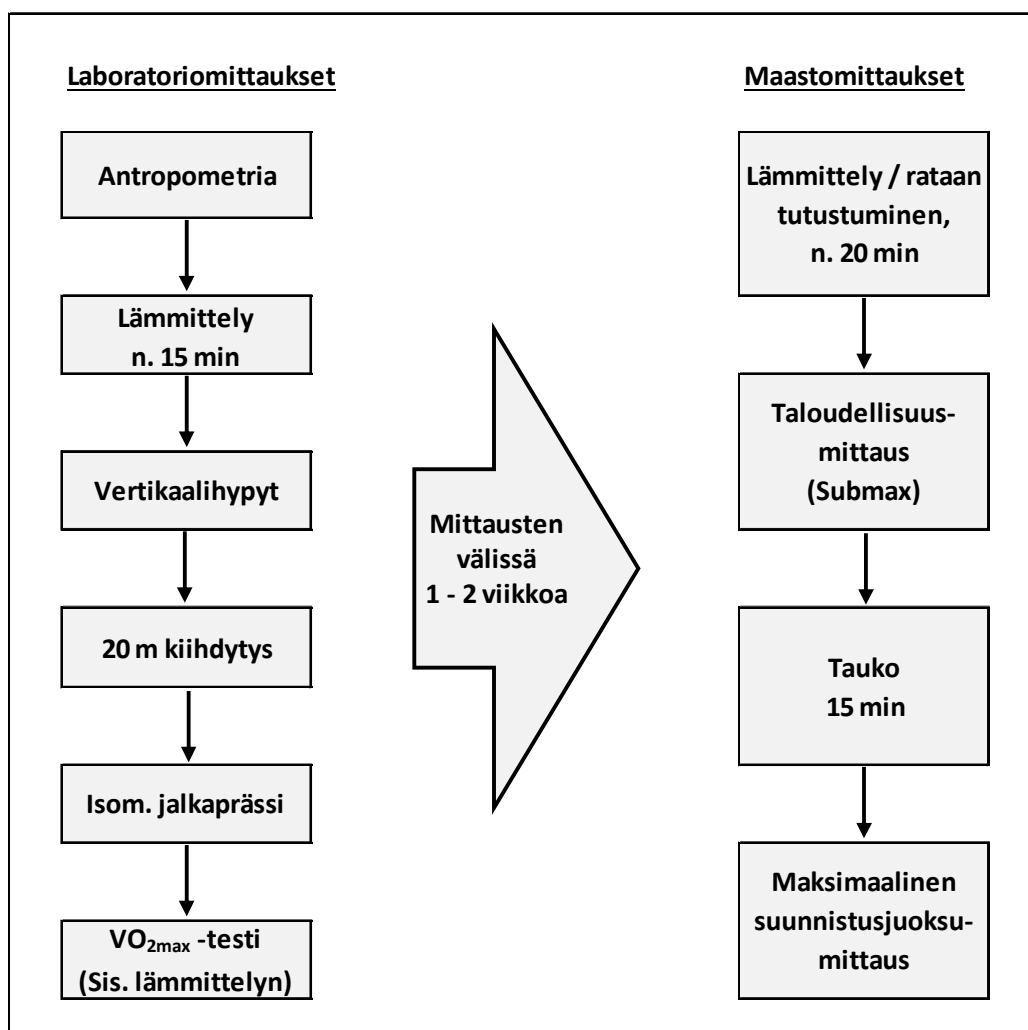 Laboratoriomittaukset
Antropometria
Lämmittely
n. 15 min
Vertikaalihypyt
20 m kiihdytys
Isom. jalkaprässi
VO₂max -testi
(Sis. lämmittelyn)
Mittausten
välissä
1 - 2 viikkoa
Maastomittaukset
Lämmittely / rataan
tutustuminen,
n. 20 min
Taloudellisuus-
mittaus
(Submax)
Tauko
15 min
Maksimaalinen
suunnistusjuoksu-
mittaus